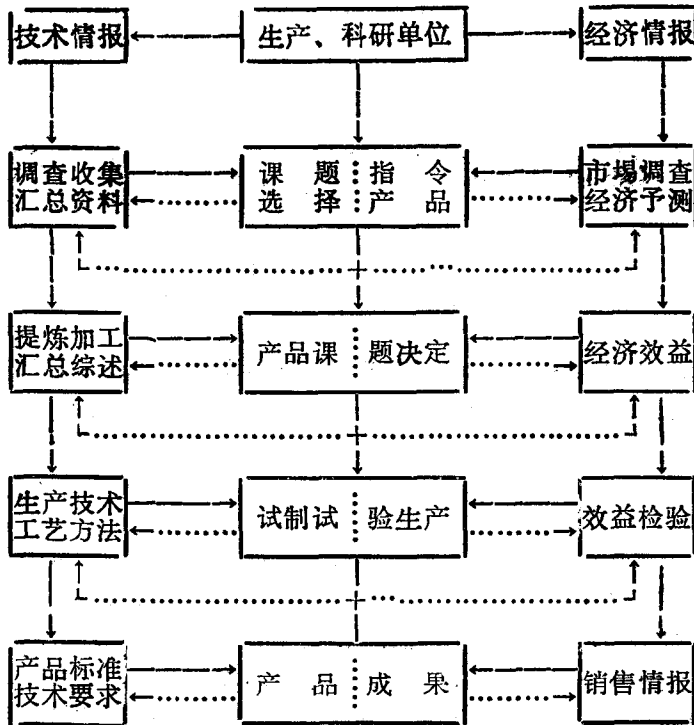 技术情报
生产、科研单位
经济情报
调查收集
汇总资料
课题指令
选择产品
市場调查
经济予测
提炼加工
汇总综述
产品课题决定
经济效益
生产技术
工艺方法
试制试验生产
效益检验
产品标准
技术要求
产品成果
销售情报